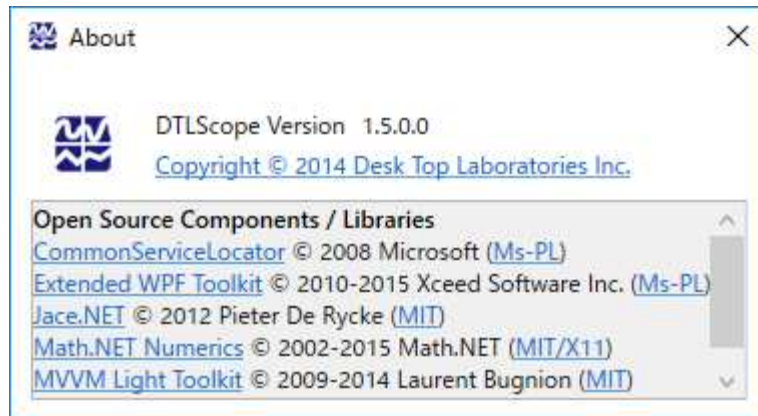 About
DTLScope Version 1.5.0.0
Copyright © 2014 Desk Top Laboratories Inc.
Open Source Components / Libraries
CommonServiceLocator © 2008 Microsoft (Ms-PL)
Extended WPF Toolkit © 2010-2015 Xceed Software Inc. (Ms-PL)
Jace.NET © 2012 Pieter De Rycke (MIT)
Math.NET Numerics © 2002-2015 Math.NET (MIT/X11)
MVVM Light Toolkit © 2009-2014 Laurent Bugnion (MIT)